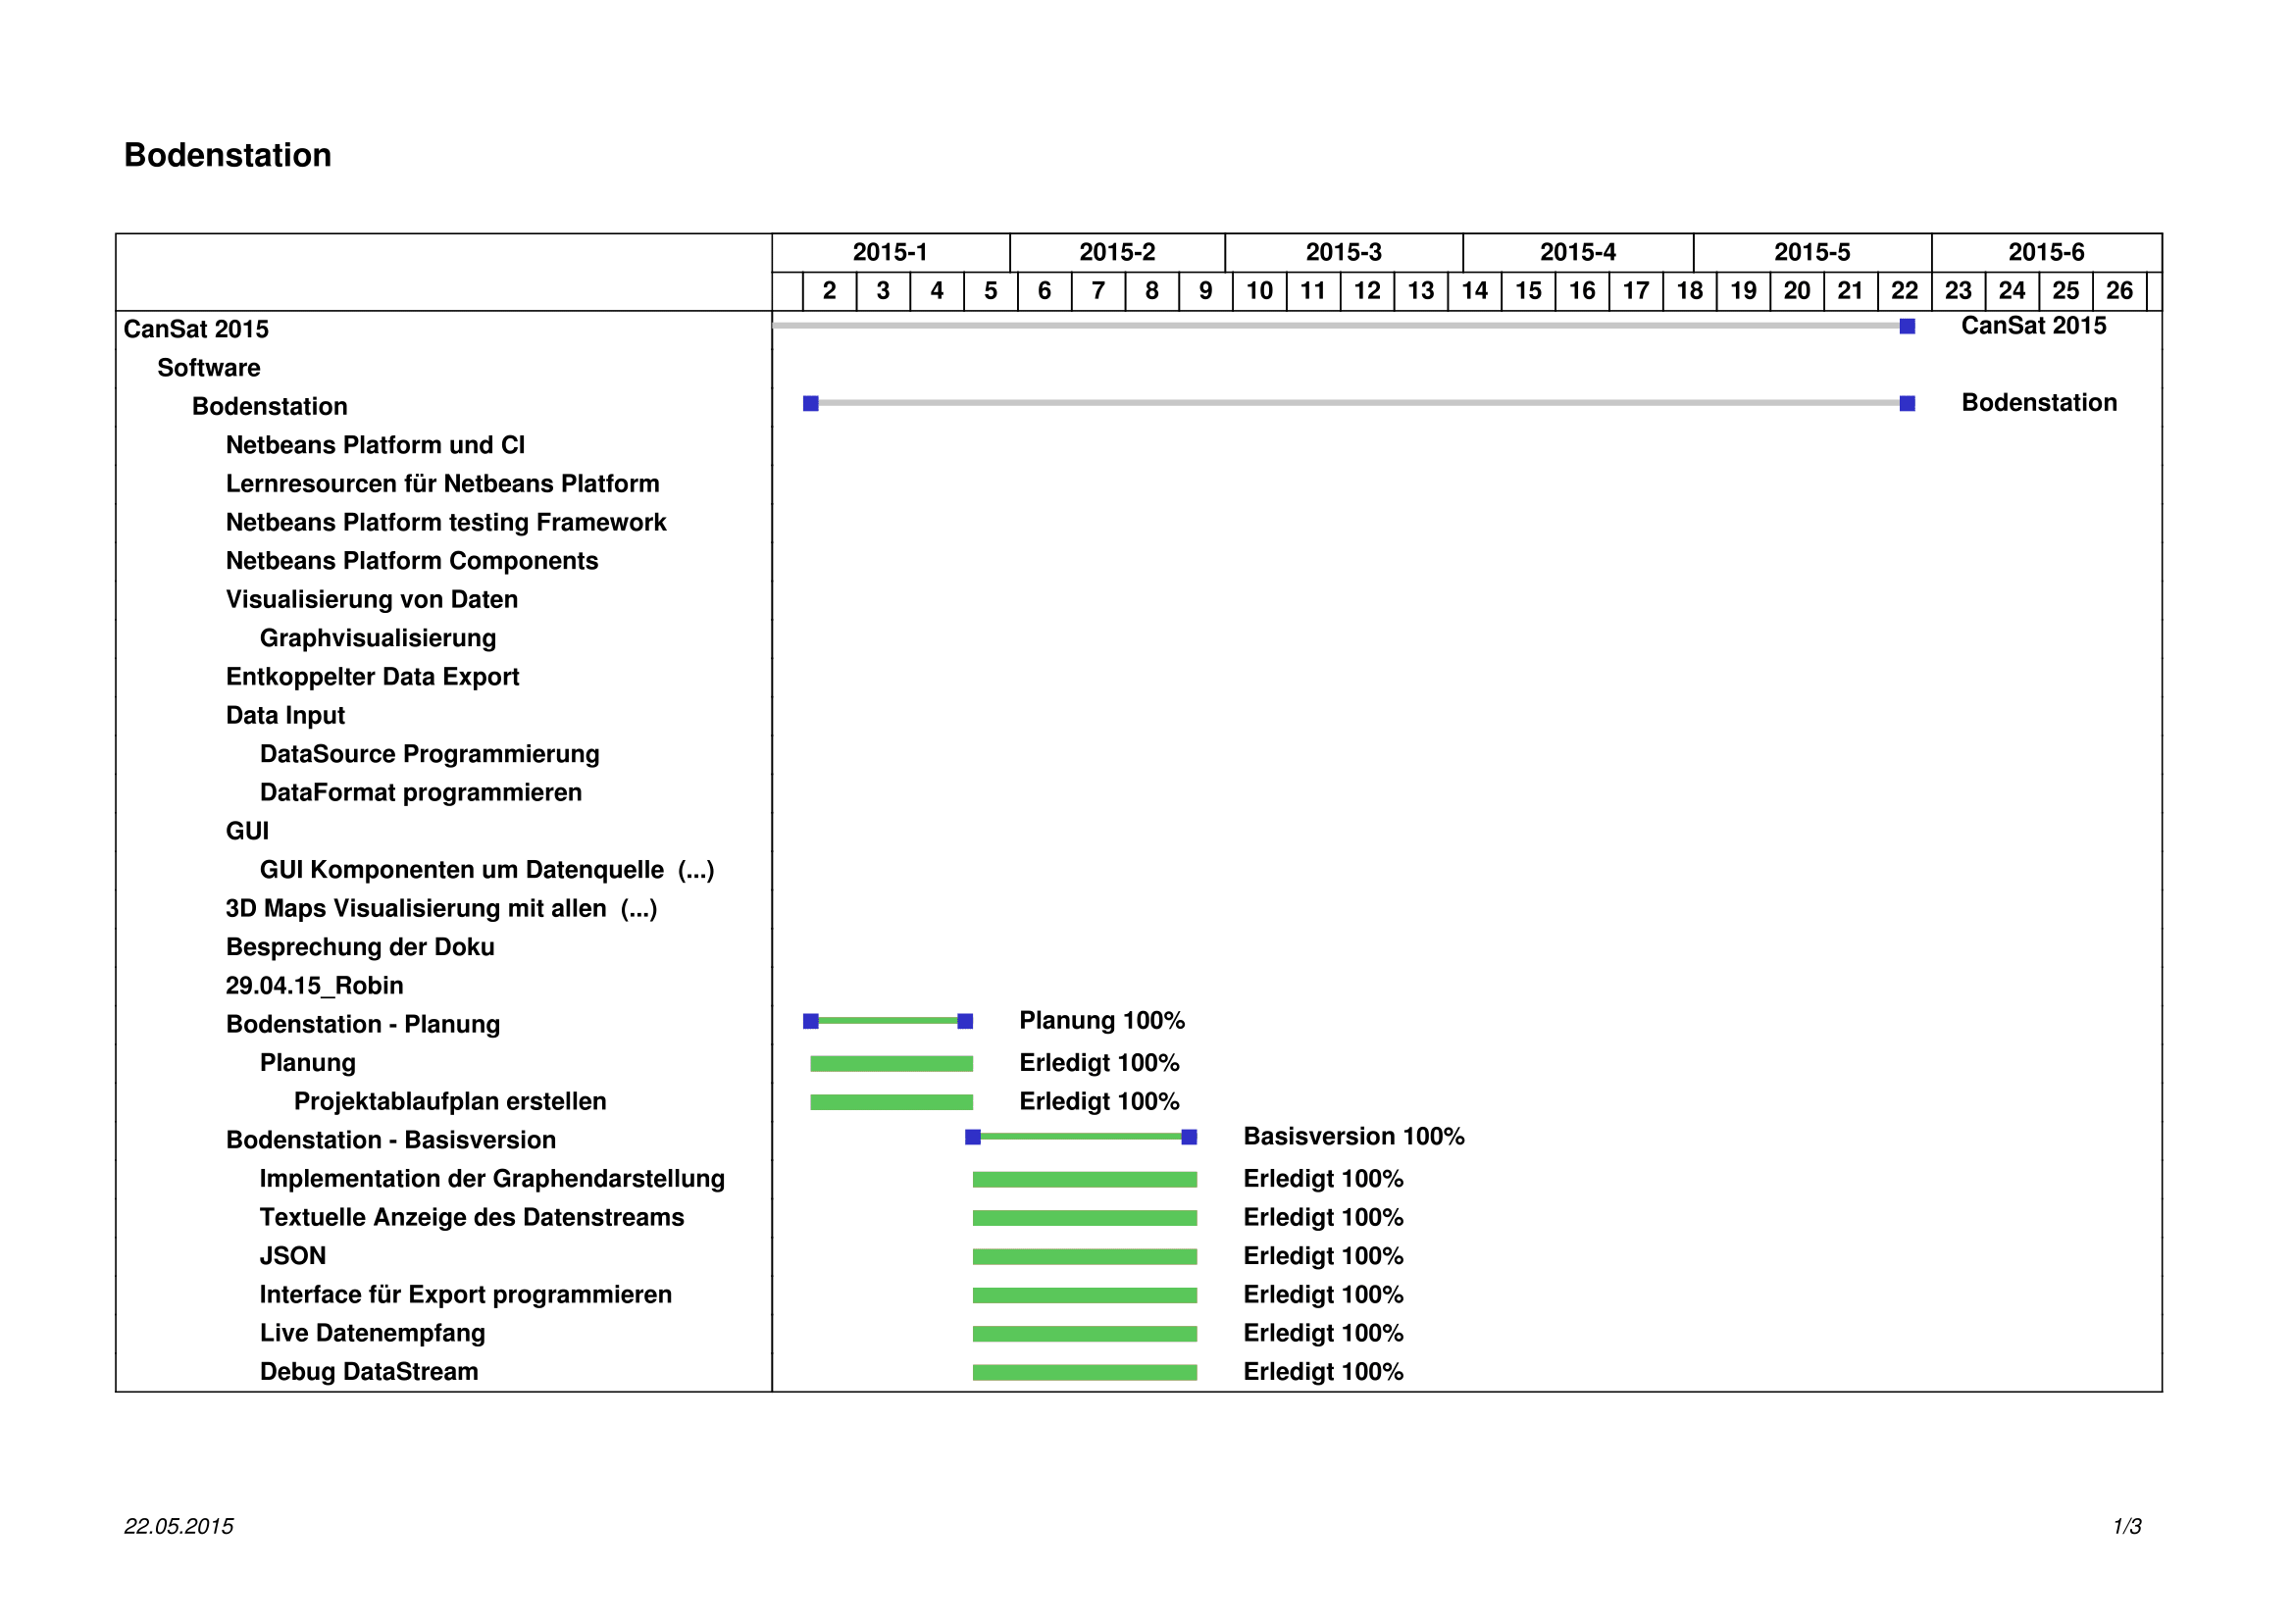 Bodenstation
2015-1 2015-2 2015-3 2015-4 2015-5 2015-6
2 3 4 5 6 7 8 9 10 11 12 13 14 15 16 17 18 19 20 21 22 23 24 25 26
CanSat 2015 CanSat 2015
Software
Bodenstation Bodenstation
Netbeans Platform und CI
Lernresourcen für Netbeans Platform
Netbeans Platform testing Framework
Netbeans Platform Components
Visualisierung von Daten
Graphvisualisierung
Entkoppelter Data Export
Data Input
DataSource Programmierung
DataFormat programmieren
GUI
GUI Komponenten um Datenquelle (...)
3D Maps Visualisierung mit allen (...)
Besprechung der Doku
29.04.15_Robin
Bodenstation - Planung Planung 100%
Planung Erledigt 100%
Projektablaufplan erstellen Erledigt 100%
Bodenstation - Basisversion Basisversion 100%
Implementation der Graphendarstellung Erledigt 100%
Textuelle Anzeige des Datenstreams Erledigt 100%
JSON Erledigt 100%
Interface für Export programmieren Erledigt 100%
Live Datenempfang Erledigt 100%
Debug DataStream Erledigt 100%
22.05.2015 1/3